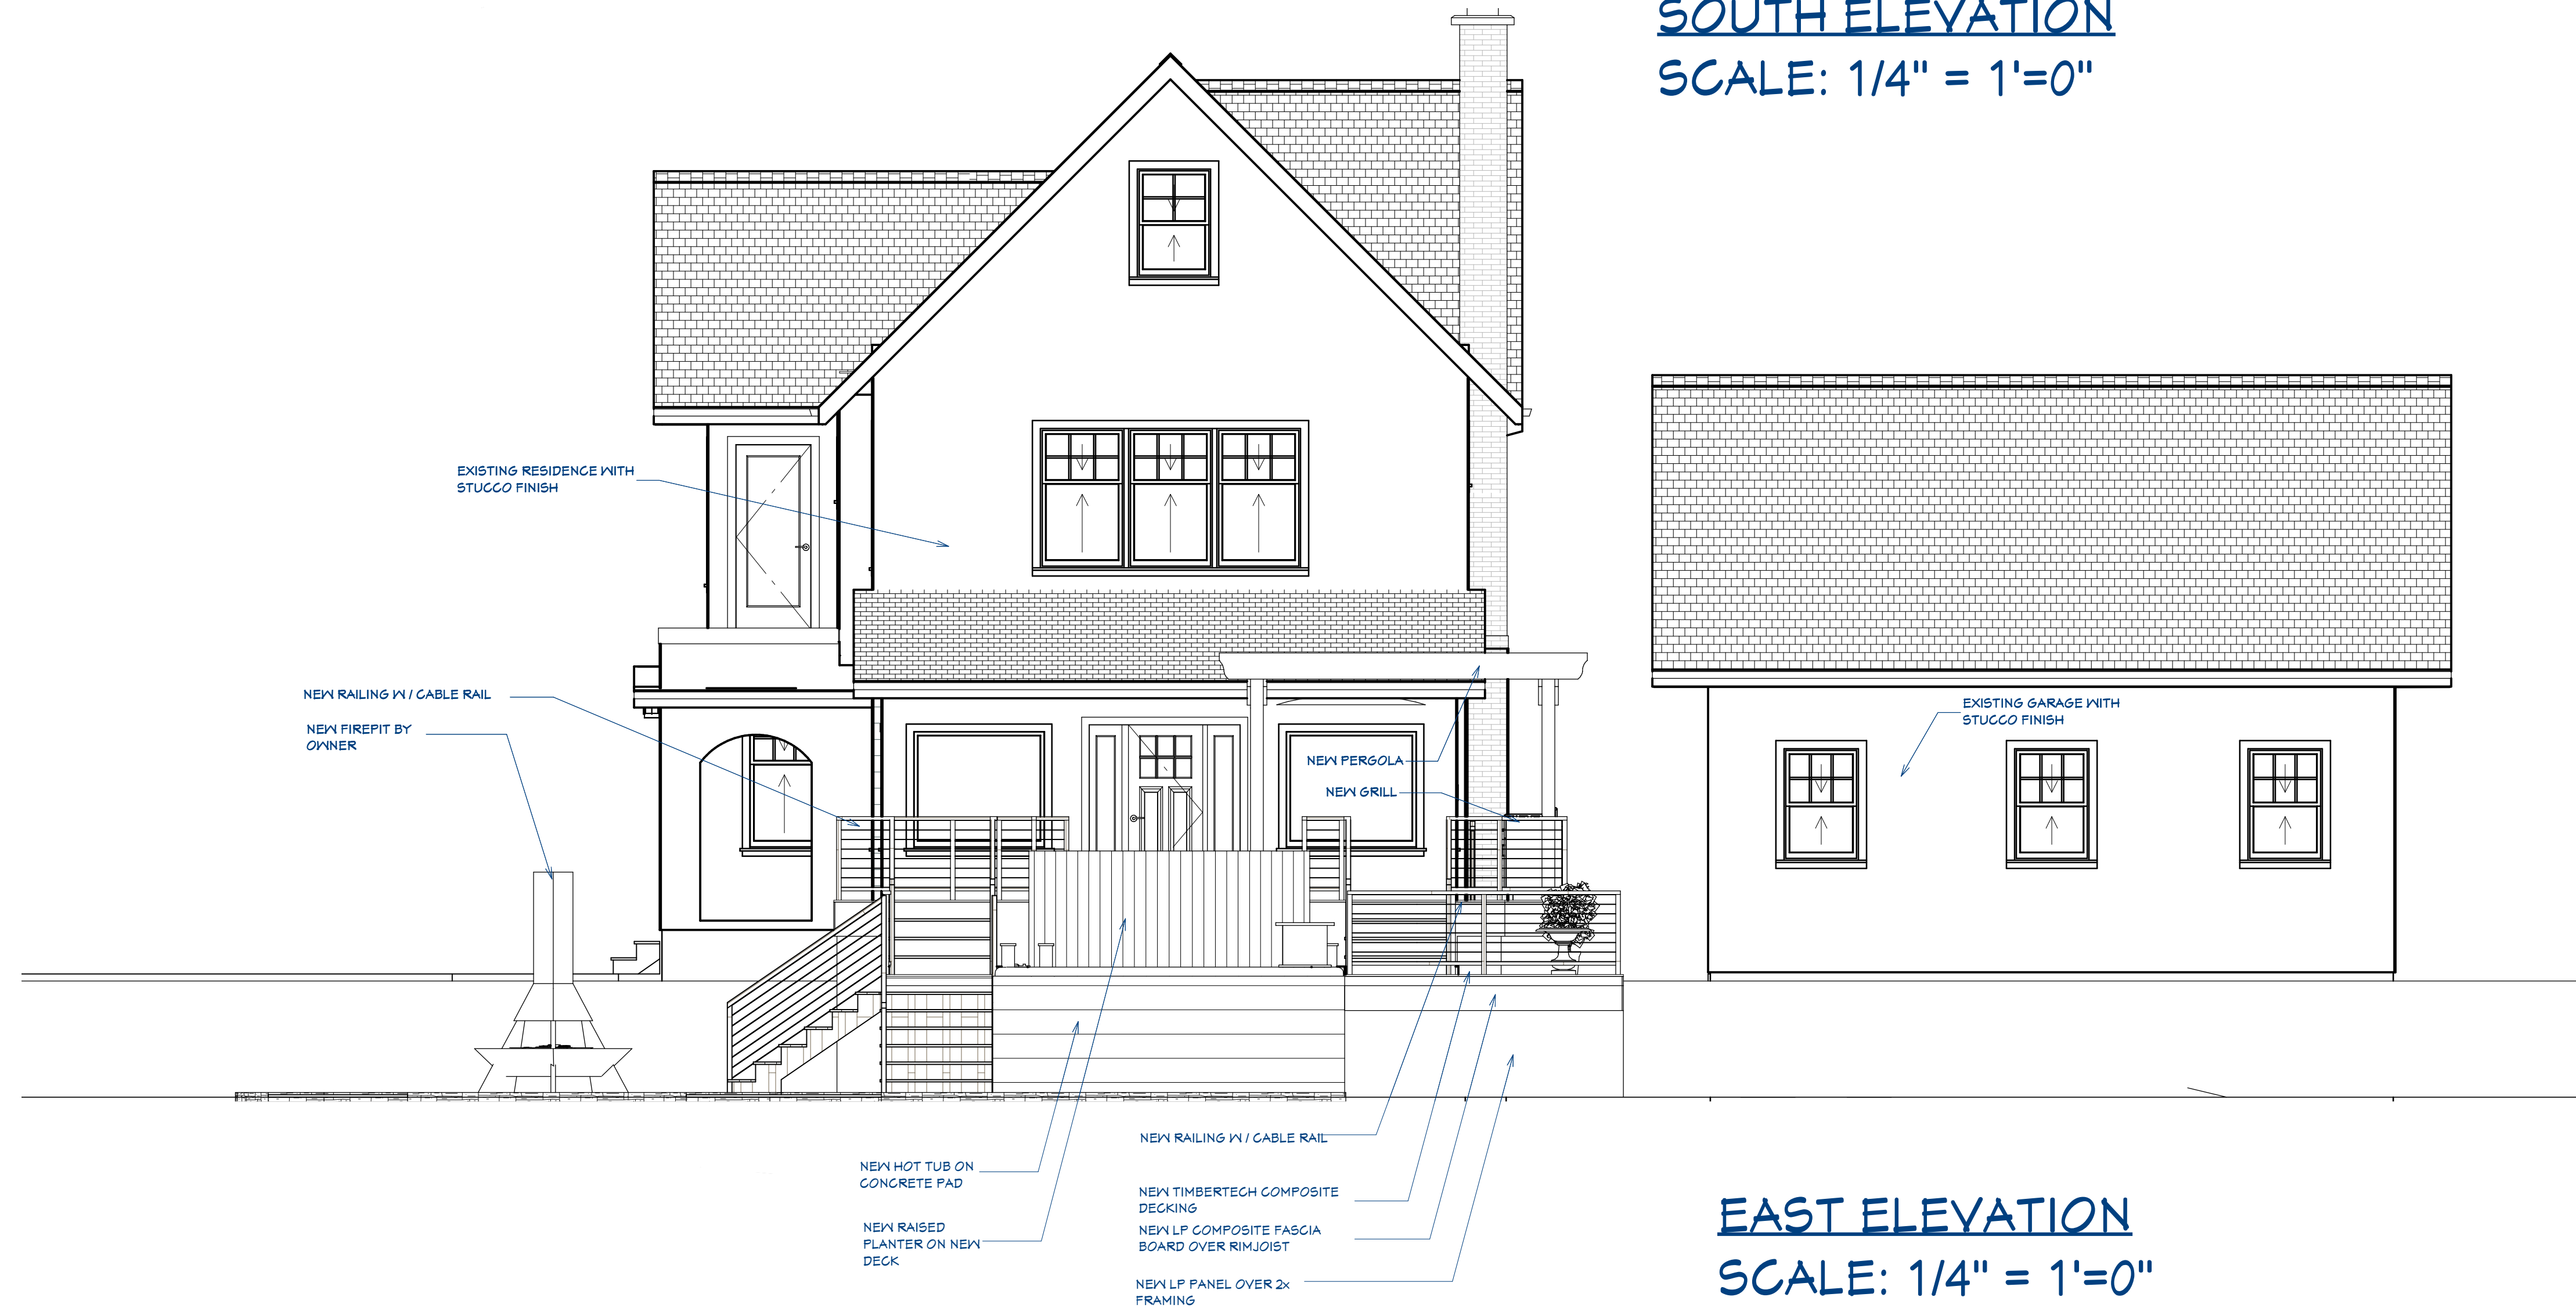 SOUTH ELEVATION
SCALE: 1/4" = 1'=0"
EXISTING RESIDENCE WITH
STUCCO FINISH
NEW RAILING W / CABLE RAIL
NEW FIREPIT BY
OWNER
NEW PERGOLA
NEW GRILL
EXISTING GARAGE WITH
STUCCO FINISH
NEW RAILING W / CABLE RAIL
NEW HOT TUB ON
CONCRETE PAD
NEW TIMBERTECH COMPOSITE
DECKING
NEW RAISED
PLANTER ON NEW
DECK
NEW LP COMPOSITE FASCIA
BOARD OVER RIMJOIST
NEW LP PANEL OVER 2x
FRAMING
EAST ELEVATION
SCALE: 1/4" = 1'=0"